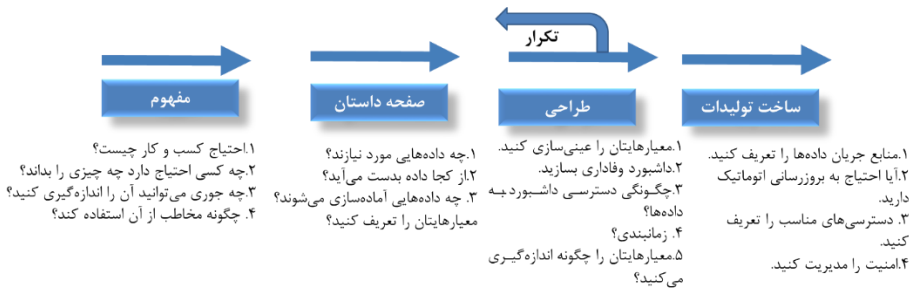 تکرار
مفهوم
۱.احتیاج کسب و کار چیست؟
۲.چه کسی احتیاج دارد چه چیزی را بداند؟
۳.چه جوری می‌توانید آن را اندازه‌گیری کنید؟
۴. چگونه مخاطب از آن استفاده کند؟
صفحه داستان
۱.چه داده‌هایی مورد نیازند؟
۲.از کجا داده بدست می‌آید؟
۳. چه داده‌هایی آماده‌سازی می‌شوند؟
معیارهایتان را تعریف کنید؟
طراحی
۱.معیارهایتان را عینی‌سازی کنید.
۲.داشبورد وفاداری بسازید.
۳.چگونگی دسترسی داشبورد به
داده‌ها؟
۴. زمانبندی؟
۵.معیارهایتان را چگونه اندازه‌گیری
می‌کنید؟
ساخت تولیدات
۱.منابع جریان داده‌ها را تعریف کنید.
۲.آیا احتیاج به بروزرسانی اتوماتیک
دارید.
۳. دسترسی‌های مناسب را تعریف
کنید.
۴.امنیت را مدیریت کنید.